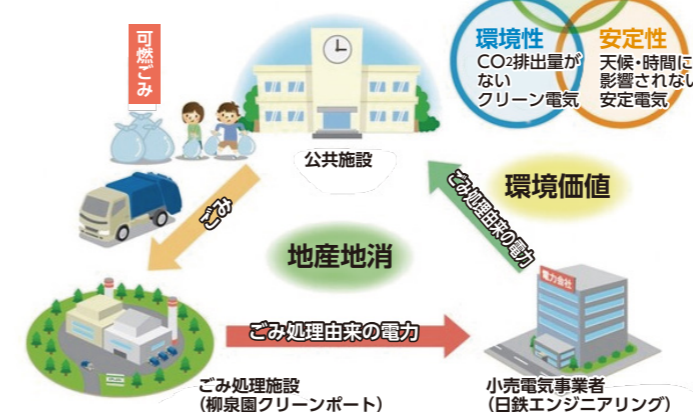 可燃ごみ
環境性
CO2排出量が
ない
クリーン電気
安定性
天候・時間に
影響されない
安定電気
公共施設
ごみ
ごみ処理由来の電力
環境価値
地産地消
電力会社
ごみ処理由来の電力
ごみ処理施設
（柳泉園クリーンポート）
小売電気事業者
（日鉄エンジニアリング）